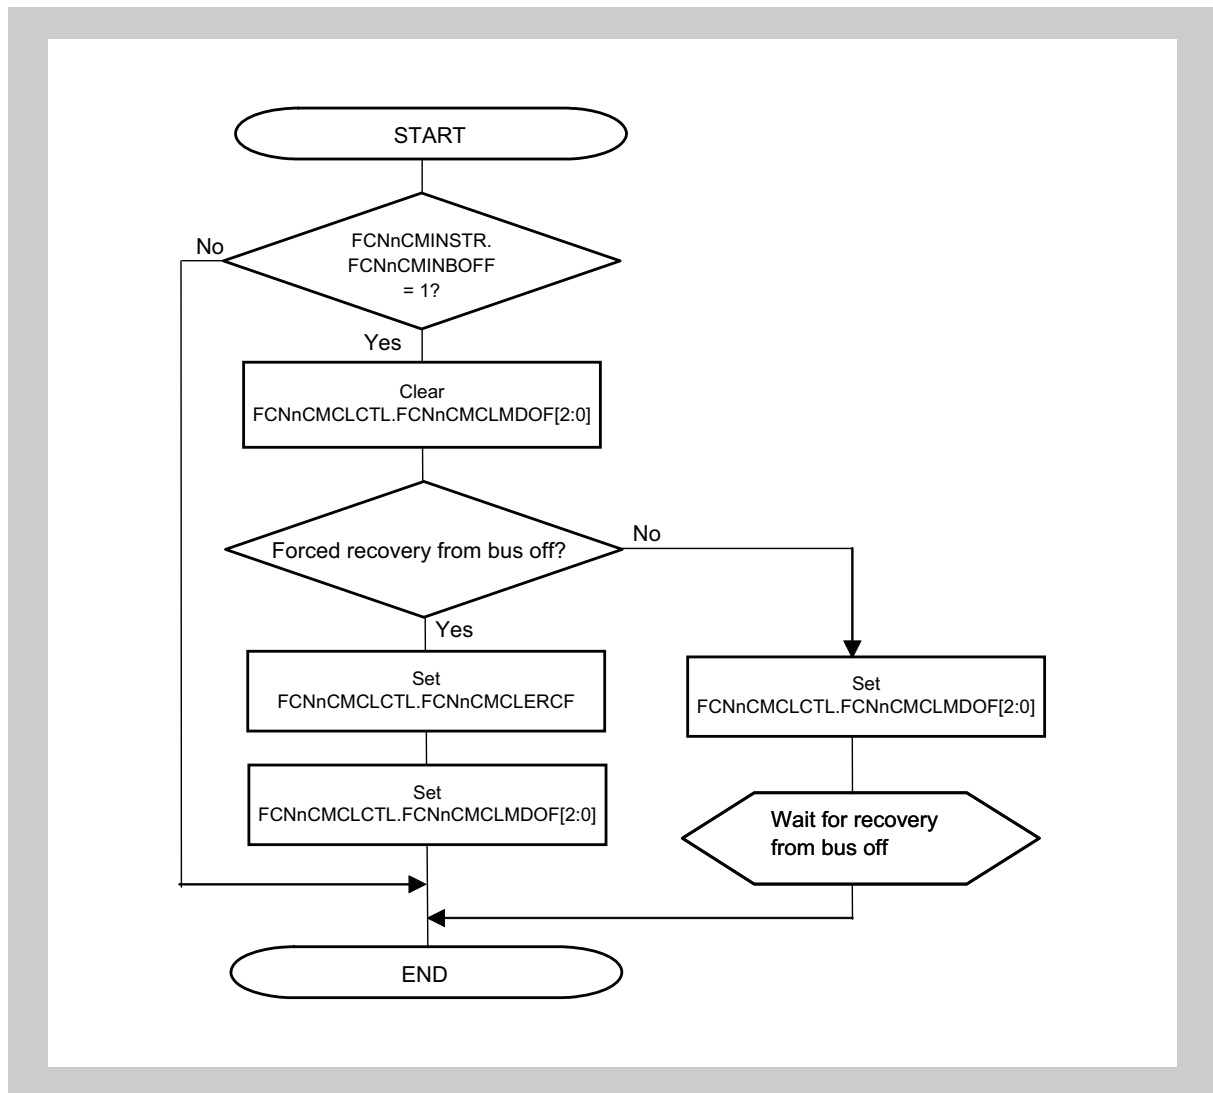 START
No
FCNnCMINSTR.
FCNnCMINBOFF
= 1?
Yes
Clear
FCNnCMCLCTL.FCNnCMCLMDOF[2:0]
Forced recovery from bus off?
No
Yes
Set
FCNnCMCLCTL.FCNnCMCLERCF
Set
FCNnCMCLCTL.FCNnCMCLMDOF[2:0]
Set
FCNnCMCLCTL.FCNnCMCLMDOF[2:0]
Wait for recovery
from bus off
END